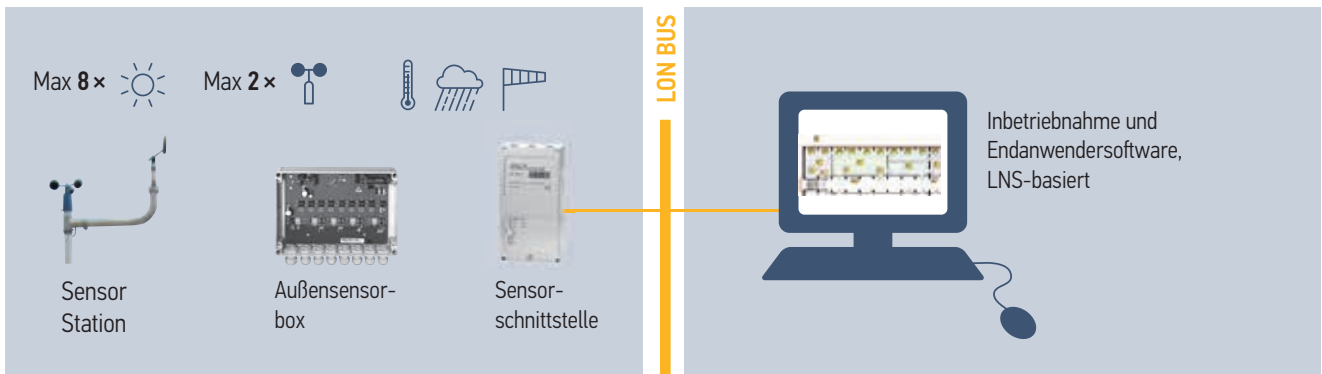 Max 8×
Max 2×
LON BUS
Sensor
Station
Außensensor-
box
Sensor-
schnittstelle
Inbetriebnahme und
Endanwendersoftware,
LNS-basiert